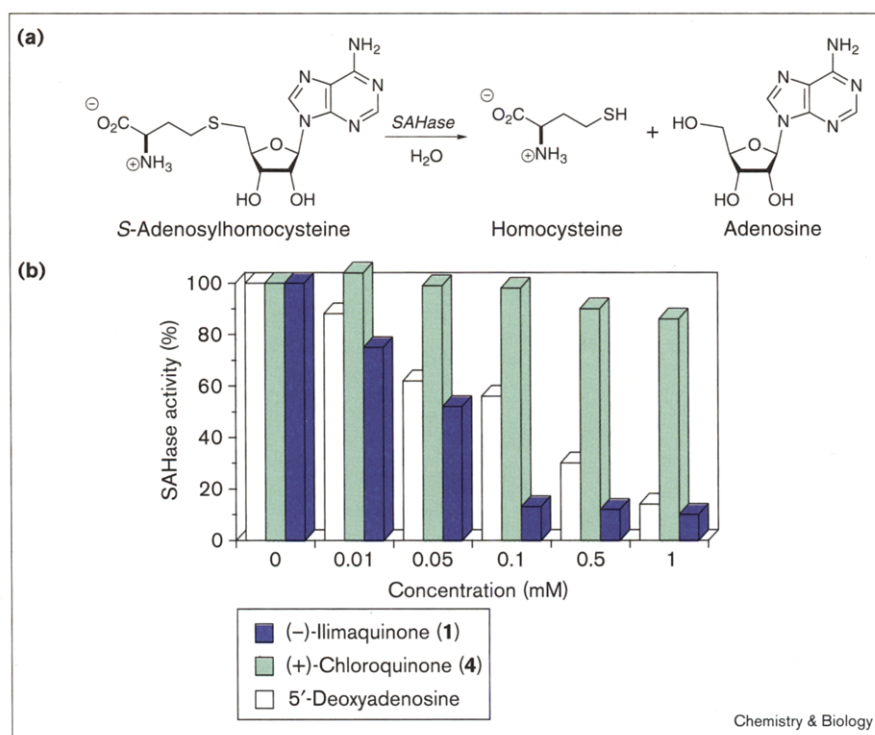 (a)
NH₂
N
N
N
N
⊖
O₂C
S
O
⊕NH₃
HO
OH
S-Adenosylhomocysteine
SAHase
H₂O
⊖
O₂C
SH
⊕NH₃
Homocysteine
+
NH₂
N
N
N
N
HO
O
HO
OH
Adenosine
(b)
SAHase activity (%)
100
80
60
40
20
0
0 0.01 0.05 0.1 0.5 1
Concentration (mM)
(–)-Ilimaquinone (1)
(+)-Chloroquinone (4)
5′-Deoxyadenosine
Chemistry & Biology